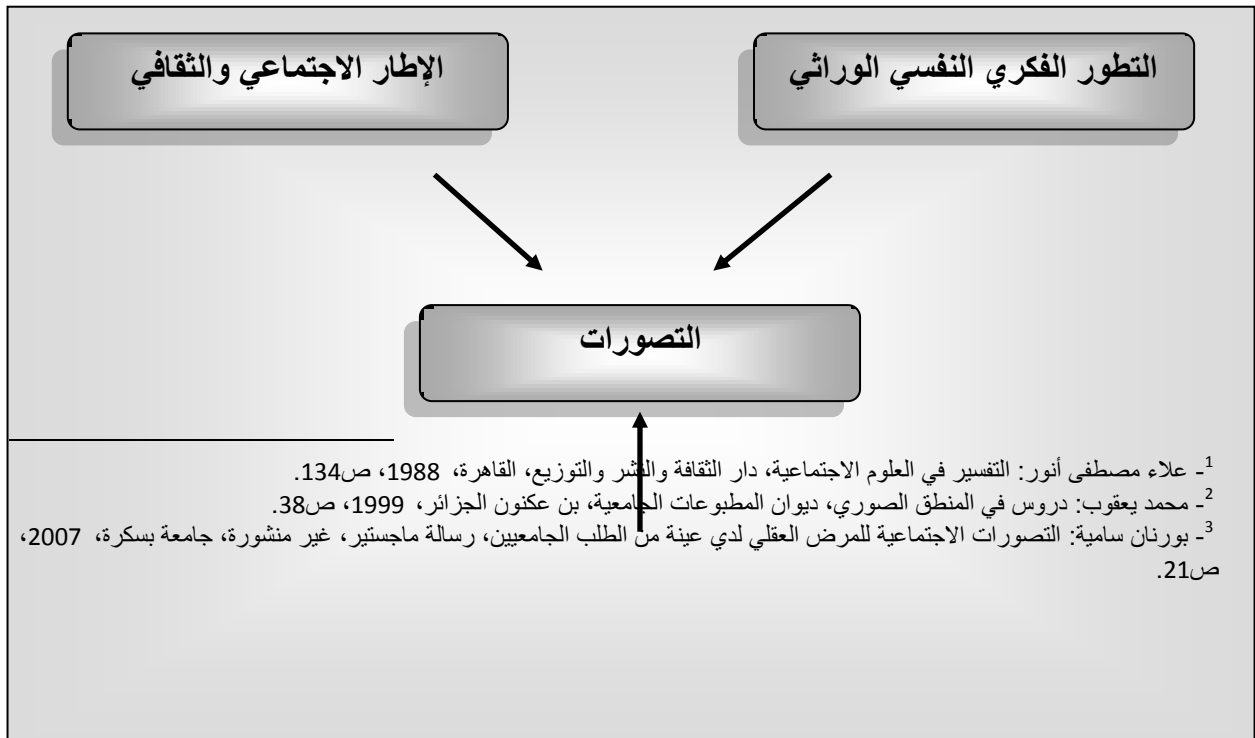 التطور الفكري النفسي الوراثي
الإطار الاجتماعي والثقافي
التصورات
1- علاء مصطفى أنور: التفسير في العلوم الاجتماعية، دار الثقافة والنشر والتوزيع، القاهرة، 1988، ص134.
2- محمد يعقوب: دروس في المنطق الصوري، ديوان المطبوعات الجامعية، بن عكنون الجزائر، 1999، ص38.
3- بورنان سامية: التصورات الاجتماعية للمرض العقلي لدي عينة من الطلب الجامعيين، رسالة ماجستير، غير منشورة، جامعة بسكرة، 2007،
ص21.